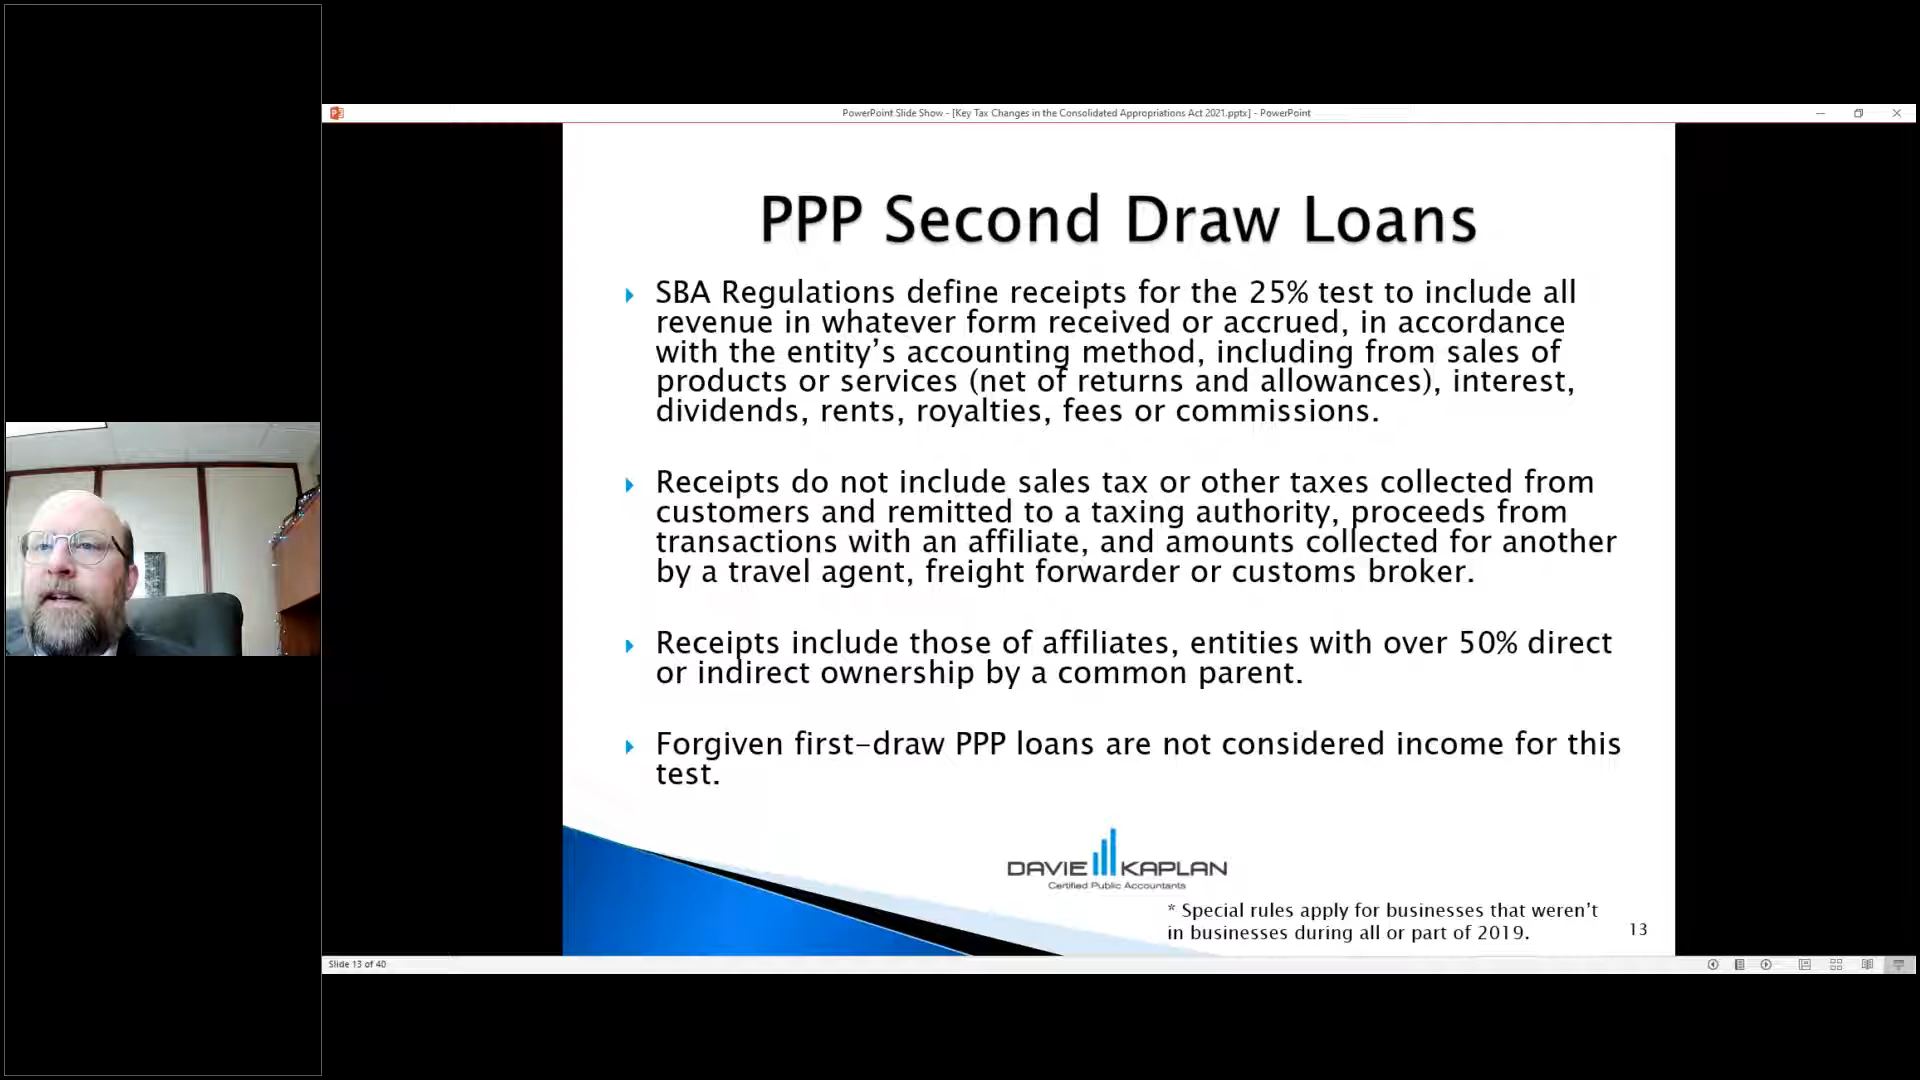 PowerPoint Slide Show - [Key Tax Changes in the Consolidated Appropriations Act 2021.pptx] - PowerPoint
PPP Second Draw Loans
SBA Regulations define receipts for the 25% test to include all
revenue in whatever form received or accrued, in accordance
with the entity’s accounting method, including from sales of
products or services (net of returns and allowances), interest,
dividends, rents, royalties, fees or commissions.
Receipts do not include sales tax or other taxes collected from
customers and remitted to a taxing authority, proceeds from
transactions with an affiliate, and amounts collected for another
by a travel agent, freight forwarder or customs broker.
Receipts include those of affiliates, entities with over 50% direct
or indirect ownership by a common parent.
Forgiven first-draw PPP loans are not considered income for this
test.
DAVIE KAPLAN
Certified Public Accountants
* Special rules apply for businesses that weren’t
in businesses during all or part of 2019.
13
Slide 13 of 40